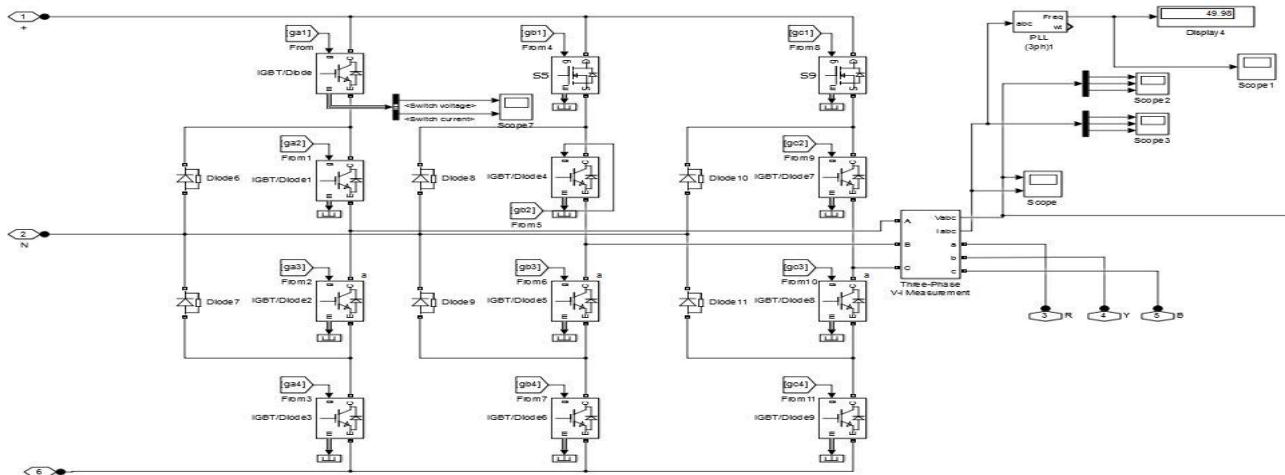 1
+
[ga1]
From
IGBT/Diode
[gb1]
From4
S5
[gc1]
From8
S9
abc
Freq
wt
PLL
(3ph)1
49.98
Display4
Scope1
<Switch voltage>
<Switch current>
Scope7
Scope2
Scope3
Diode6
[ga2]
From1
IGBT/Diode1
Diode8
IGBT/Diode4
[gb2]
From5
Diode10
[gc2]
From9
IGBT/Diode7
Scope
2
N
A
B
C
Vabc
Iabc
a
b
c
Three-Phase
V-I Measurement
Diode7
[ga3]
From2
IGBT/Diode2
a
Diode9
[gb3]
From6
IGBT/Diode5
a
Diode11
[gc3]
From10
IGBT/Diode8
a
3
R
4
Y
5
B
[ga4]
From3
IGBT/Diode3
[gb4]
From7
IGBT/Diode6
[gc4]
From11
IGBT/Diode9
6